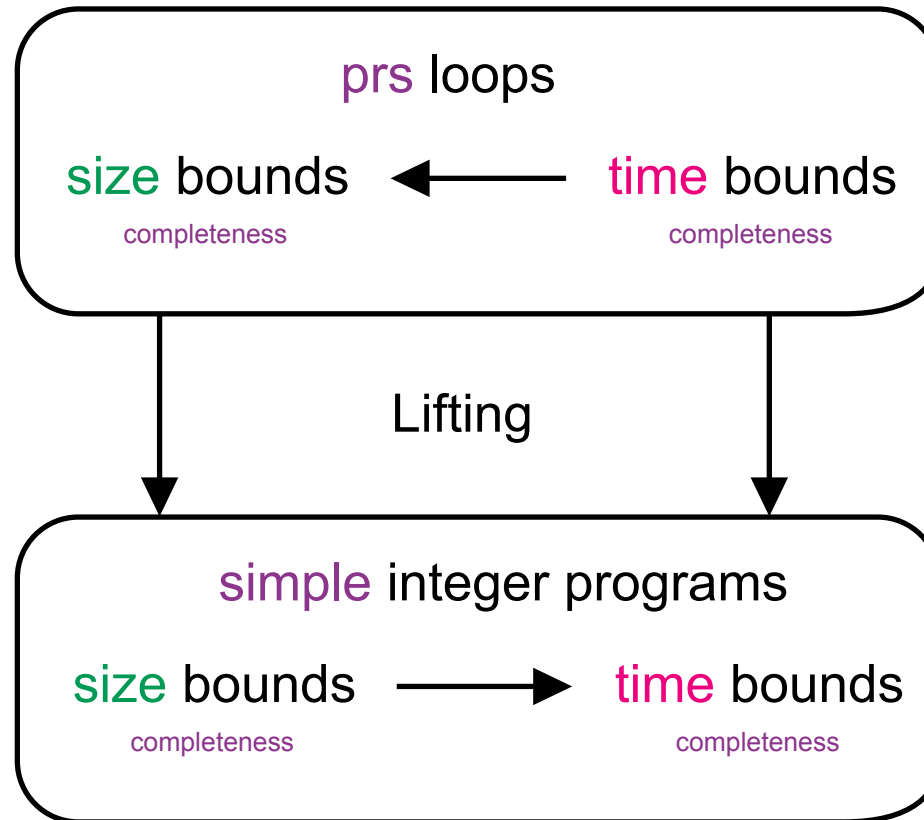 prs loops
size bounds time bounds
completeness completeness
Lifting
simple integer programs
size bounds time bounds
completeness completeness